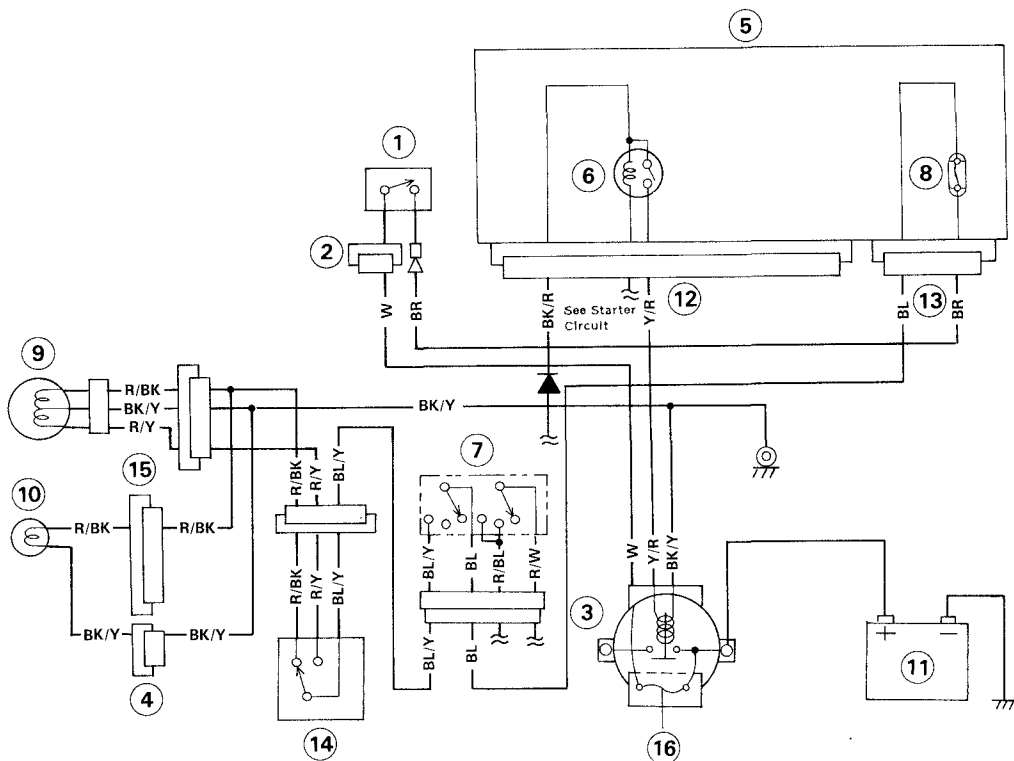 5
1
6
8
2
12
13
W
BR
BK/R
See Starter
Circuit
Y/R
BL
BR
9
R/BK
BK/Y
R/Y
BK/Y
15
7
R/BK
R/Y
BL/Y
10
R/BK
R/BK
BL/Y
BL
R/BL
R/W
W
Y/R
BK/Y
R/BK
R/Y
BL/Y
3
BK/Y
BK/Y
BL/Y
BL
+
−
11
4
14
16